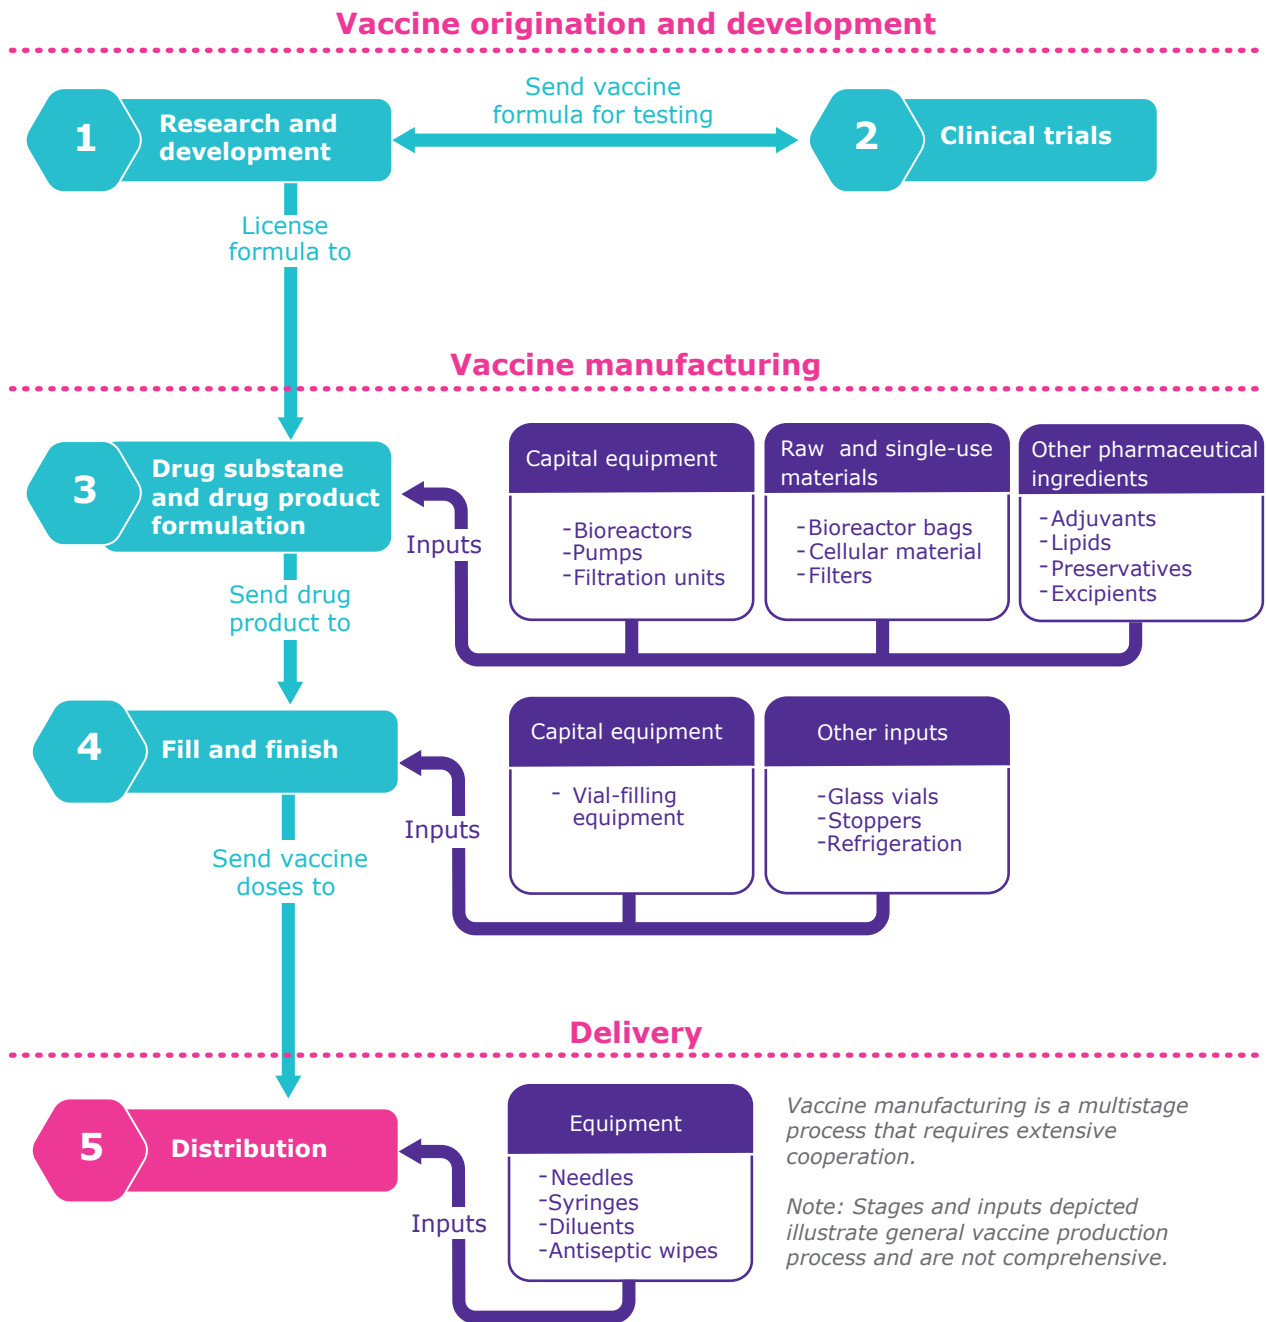 Vaccine origination and development
1
Research and
development
Send vaccine
formula for testing
2
Clinical trials
License
formula to
Vaccine manufacturing
3
Drug substane
and drug product
formulation
Inputs
Capital equipment
-Bioreactors
-Pumps
-Filtration units
Raw and single-use
materials
-Bioreactor bags
-Cellular material
-Filters
Other pharmaceutical
ingredients
-Adjuvants
-Lipids
-Preservatives
-Excipients
Send drug
product to
4
Fill and finish
Inputs
Capital equipment
- Vial-filling
equipment
Other inputs
-Glass vials
-Stoppers
-Refrigeration
Send vaccine
doses to
Delivery
5
Distribution
Inputs
Equipment
-Needles
-Syringes
-Diluents
-Antiseptic wipes
Vaccine manufacturing is a multistage
process that requires extensive
cooperation.
Note: Stages and inputs depicted
illustrate general vaccine production
process and are not comprehensive.